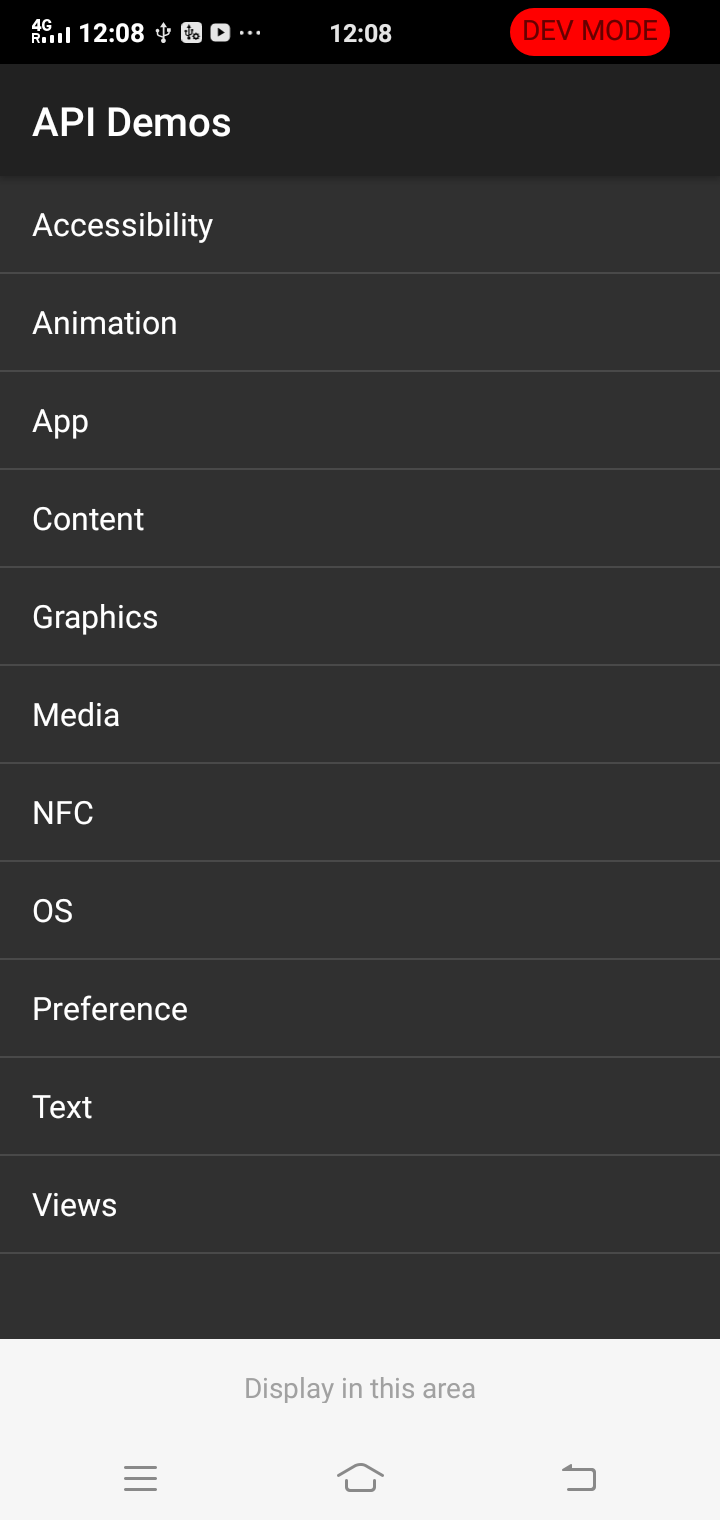 4G R 12:08 12:08 DEV MODE
API Demos
Accessibility
Animation
App
Content
Graphics
Media
NFC
OS
Preference
Text
Views
Display in this area